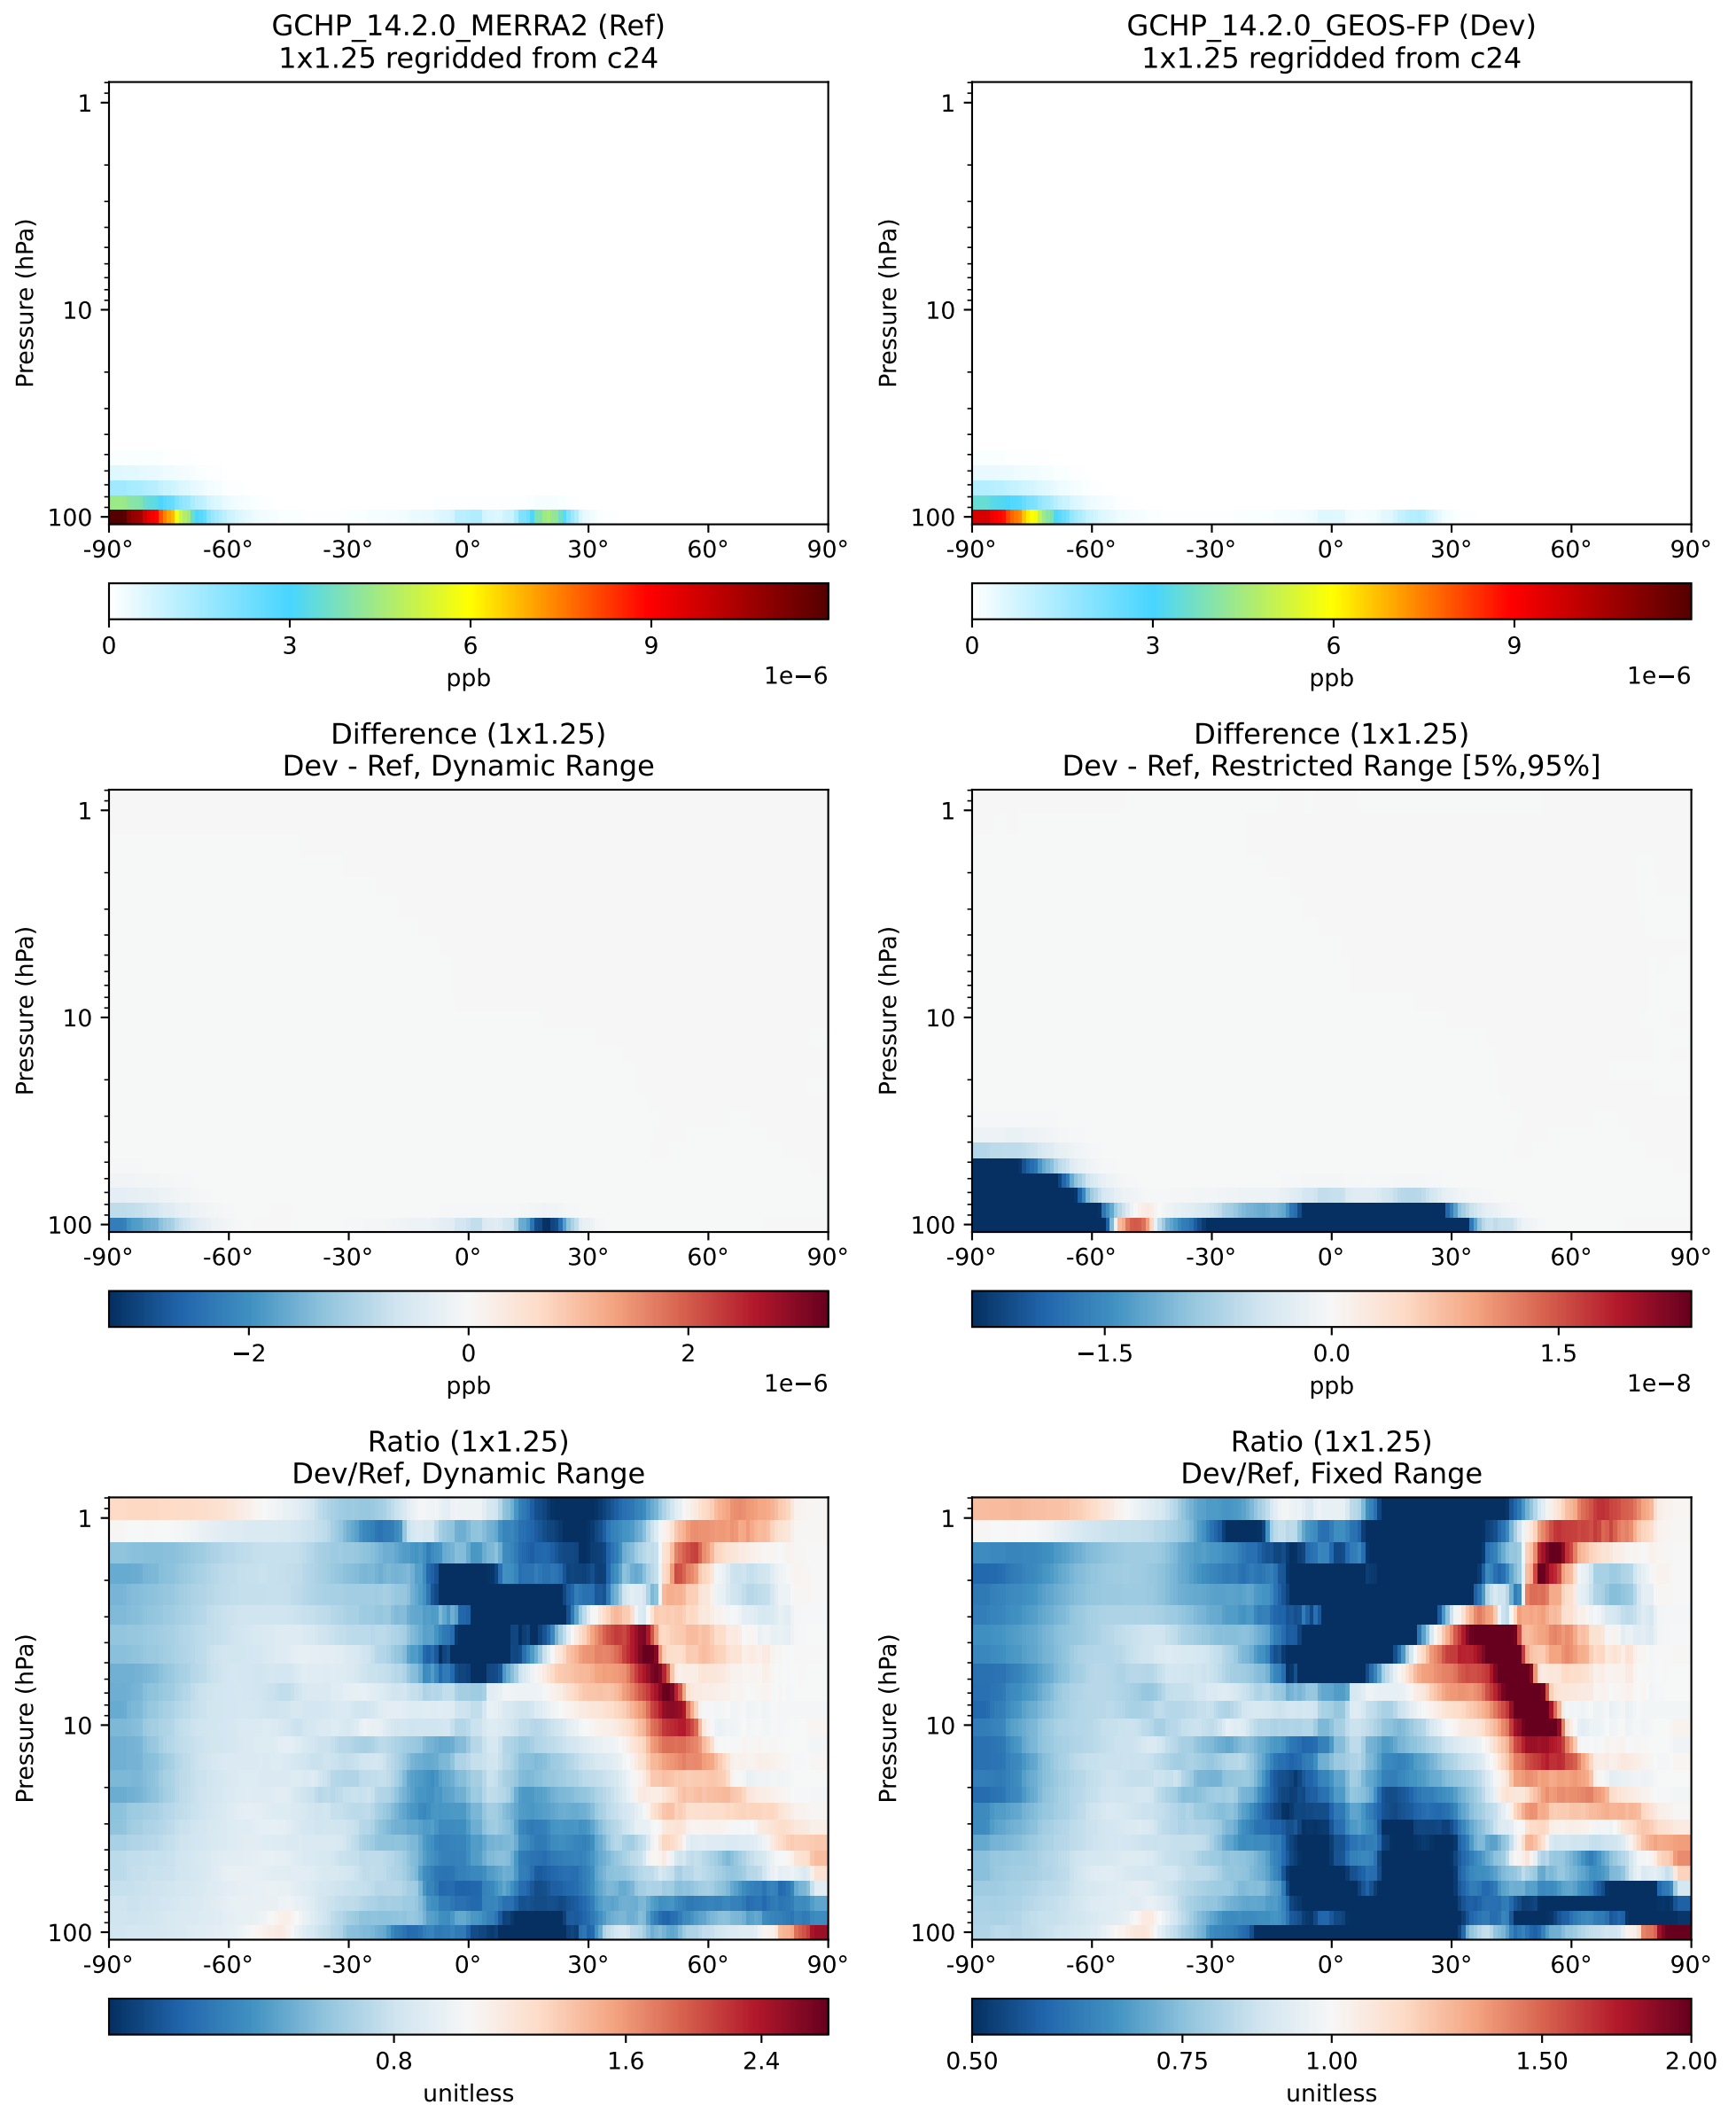 GCHP_14.2.0_MERRA2 (Ref)
1x1.25 regridded from c24
Pressure (hPa)
1
10
100
-90° -60° -30° 0° 30° 60° 90°
0 3 6 9
ppb
1e−6
GCHP_14.2.0_GEOS-FP (Dev)
1x1.25 regridded from c24
Pressure (hPa)
1
10
100
-90° -60° -30° 0° 30° 60° 90°
0 3 6 9
ppb
1e−6
Difference (1x1.25)
Dev - Ref, Dynamic Range
Pressure (hPa)
1
10
100
-90° -60° -30° 0° 30° 60° 90°
−2 0 2
ppb
1e−6
Difference (1x1.25)
Dev - Ref, Restricted Range [5%,95%]
Pressure (hPa)
1
10
100
-90° -60° -30° 0° 30° 60° 90°
−1.5 0.0 1.5
ppb
1e−8
Ratio (1x1.25)
Dev/Ref, Dynamic Range
Pressure (hPa)
1
10
100
-90° -60° -30° 0° 30° 60° 90°
0.8 1.6 2.4
unitless
Ratio (1x1.25)
Dev/Ref, Fixed Range
Pressure (hPa)
1
10
100
-90° -60° -30° 0° 30° 60° 90°
0.50 0.75 1.00 1.50 2.00
unitless